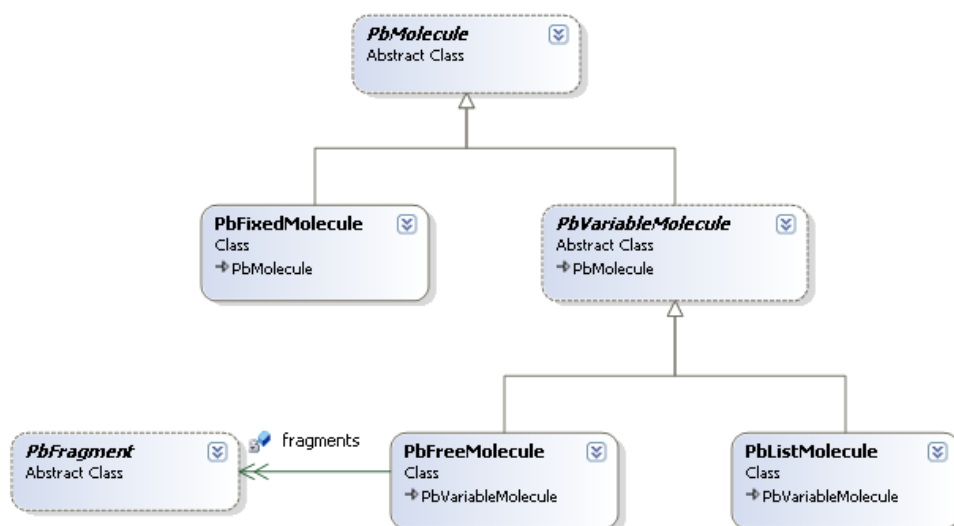 PbMolecule
Abstract Class
PbFixedMolecule
Class
PbMolecule
PbVariableMolecule
Abstract Class
PbMolecule
PbFragment
Abstract Class
fragments
PbFreeMolecule
Class
PbVariableMolecule
PbListMolecule
Class
PbVariableMolecule